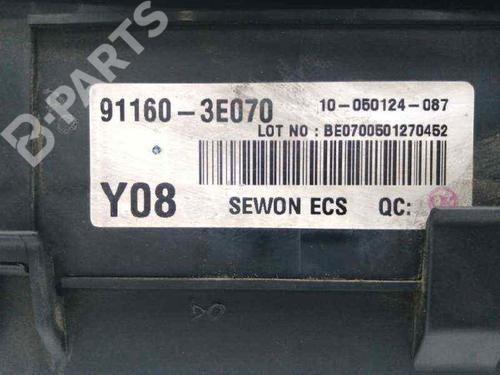 B-PARTS
91160-3E070
10-050124-087
LOT NO : BE0700501270452
Y08
SEWON ECS
QC: